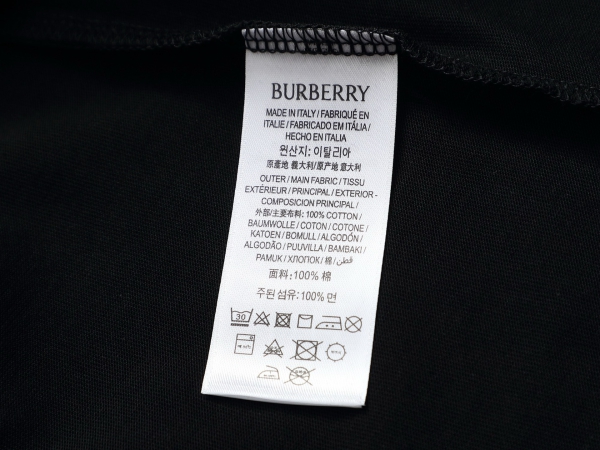 BURBERRY
MADE IN ITALY / FABRIQUÉ EN
ITALIE / FABRICADO EM ITÁLIA /
HECHO EN ITALIA
원산지: 이탈리아
原產地 義大利/原产地 意大利
OUTER / MAIN FABRIC / TISSU
EXTÉRIEUR / PRINCIPAL / EXTERIOR -
COMPOSICION PRINCIPAL /
外部/主要布料: 100% COTTON /
BAUMWOLLE / COTON / COTONE /
KATOEN / BOMULL / ALGODÓN /
ALGODÃO / PUUVILLA / BAMBAKI /
PAMUK / ХЛОПОК / 棉 / قطن
面料: 100% 棉
주된 섬유: 100% 면
30